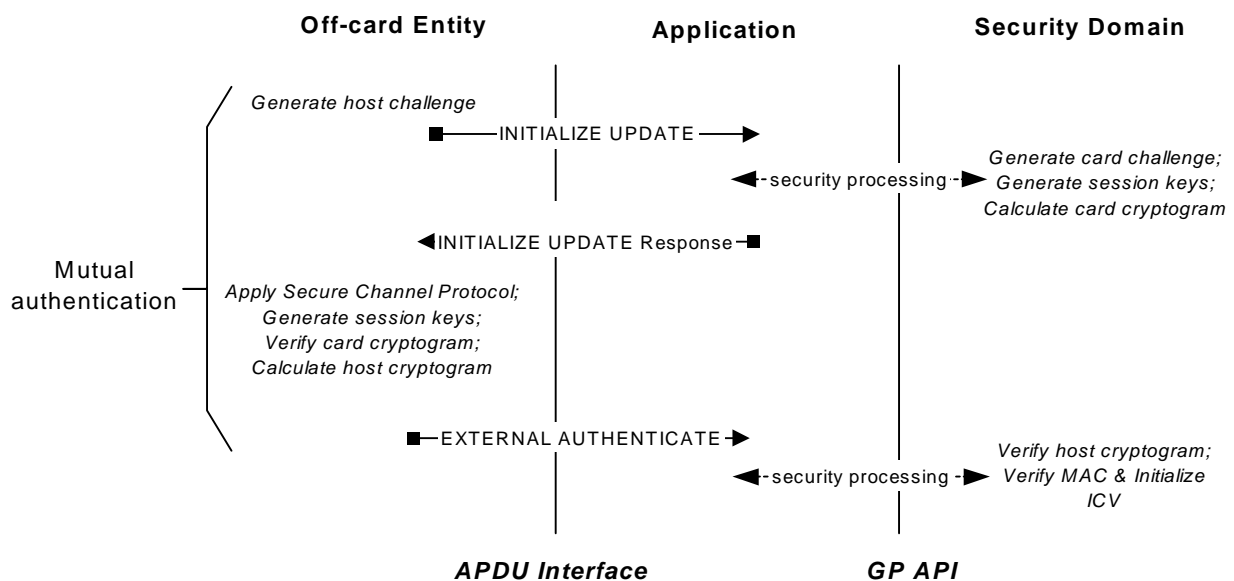 Off-card Entity
Application
Security Domain
Generate host challenge
INITIALIZE UPDATE
security processing
Generate card challenge;
Generate session keys;
Calculate card cryptogram
INITIALIZE UPDATE Response
Mutual
authentication
Apply Secure Channel Protocol;
Generate session keys;
Verify card cryptogram;
Calculate host cryptogram
EXTERNAL AUTHENTICATE
security processing
Verify host cryptogram;
Verify MAC & Initialize
ICV
APDU Interface
GP API